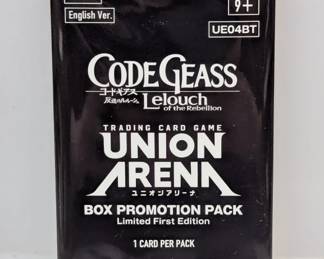 English Ver.
9+
UE04BT
CODE GEASS
コードギアス
反逆のルルーシュ
Lelouch
of the Rebellion
TRADING CARD GAME
UNION
ARENA
ユニオンアリーナ
BOX PROMOTION PACK
Limited First Edition
1 CARD PER PACK